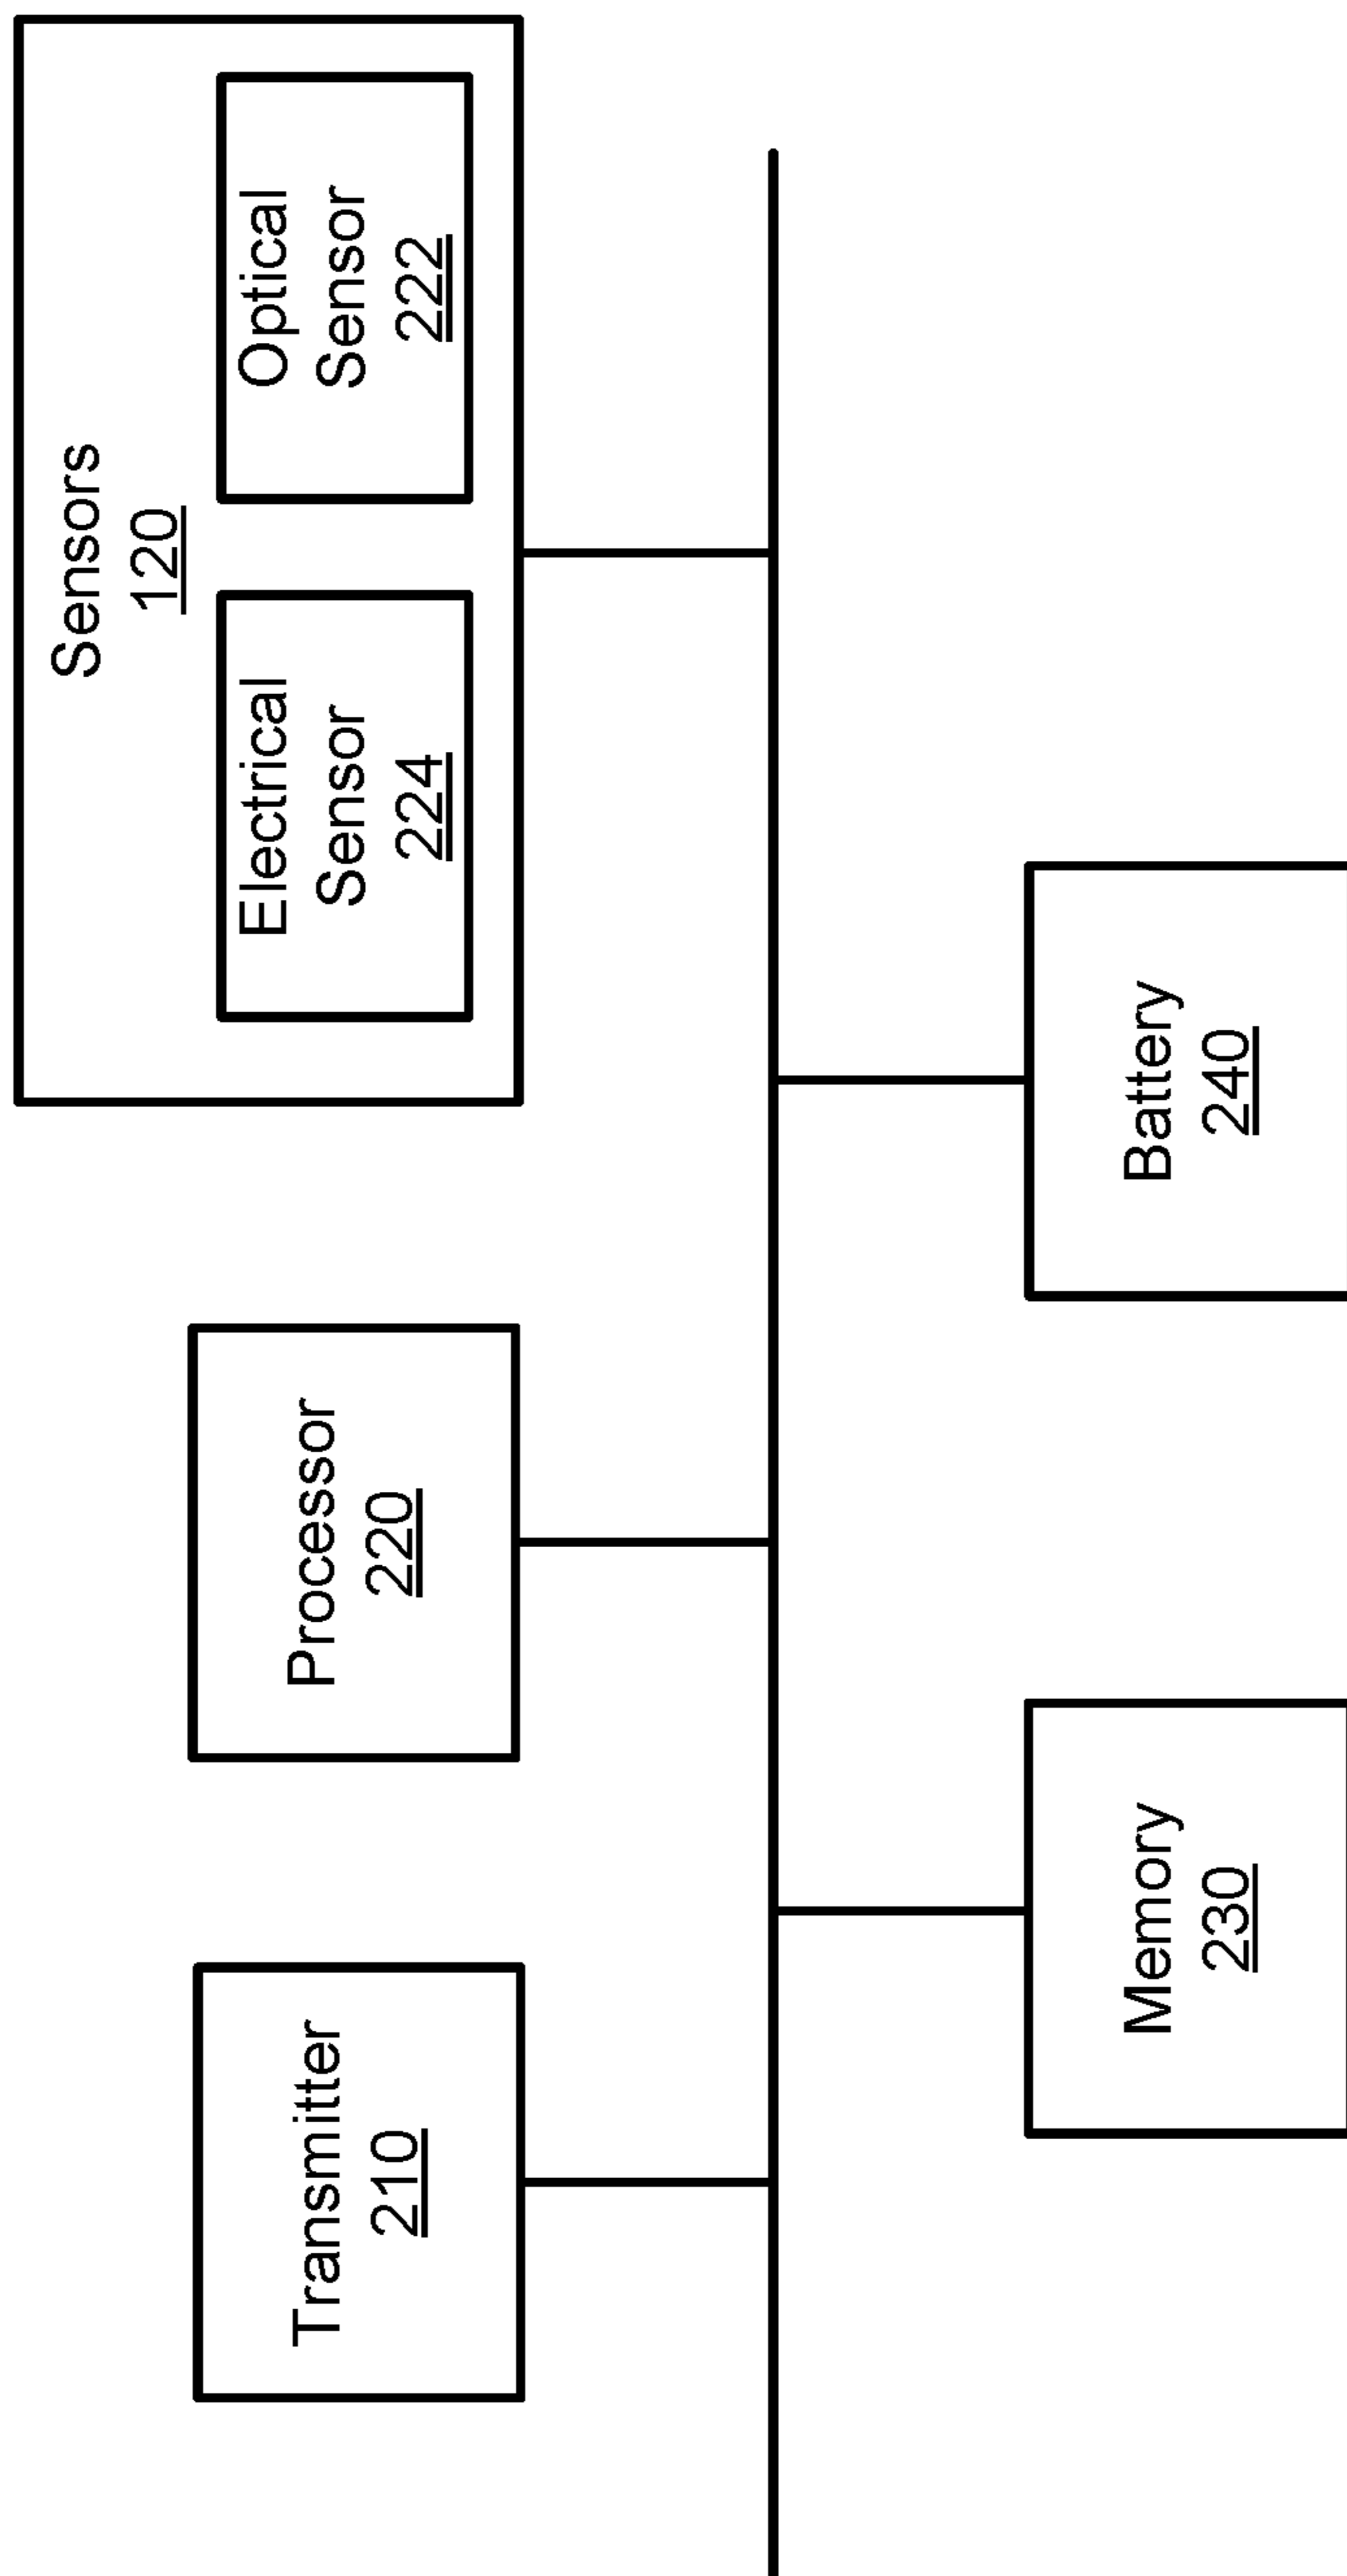 Transmitter
210
Processor
220
Sensors
120
Electrical
Sensor
224
Optical
Sensor
222
Memory
230
Battery
240